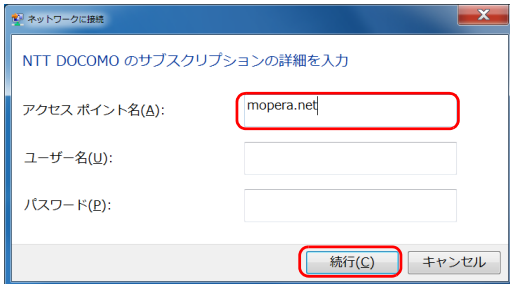 ネットワークに接続
NTT DOCOMO のサブスクリプションの詳細を入力
アクセス ポイント名(A):
mopera.net
ユーザー名(U):
パスワード(P):
続行(C)
キャンセル